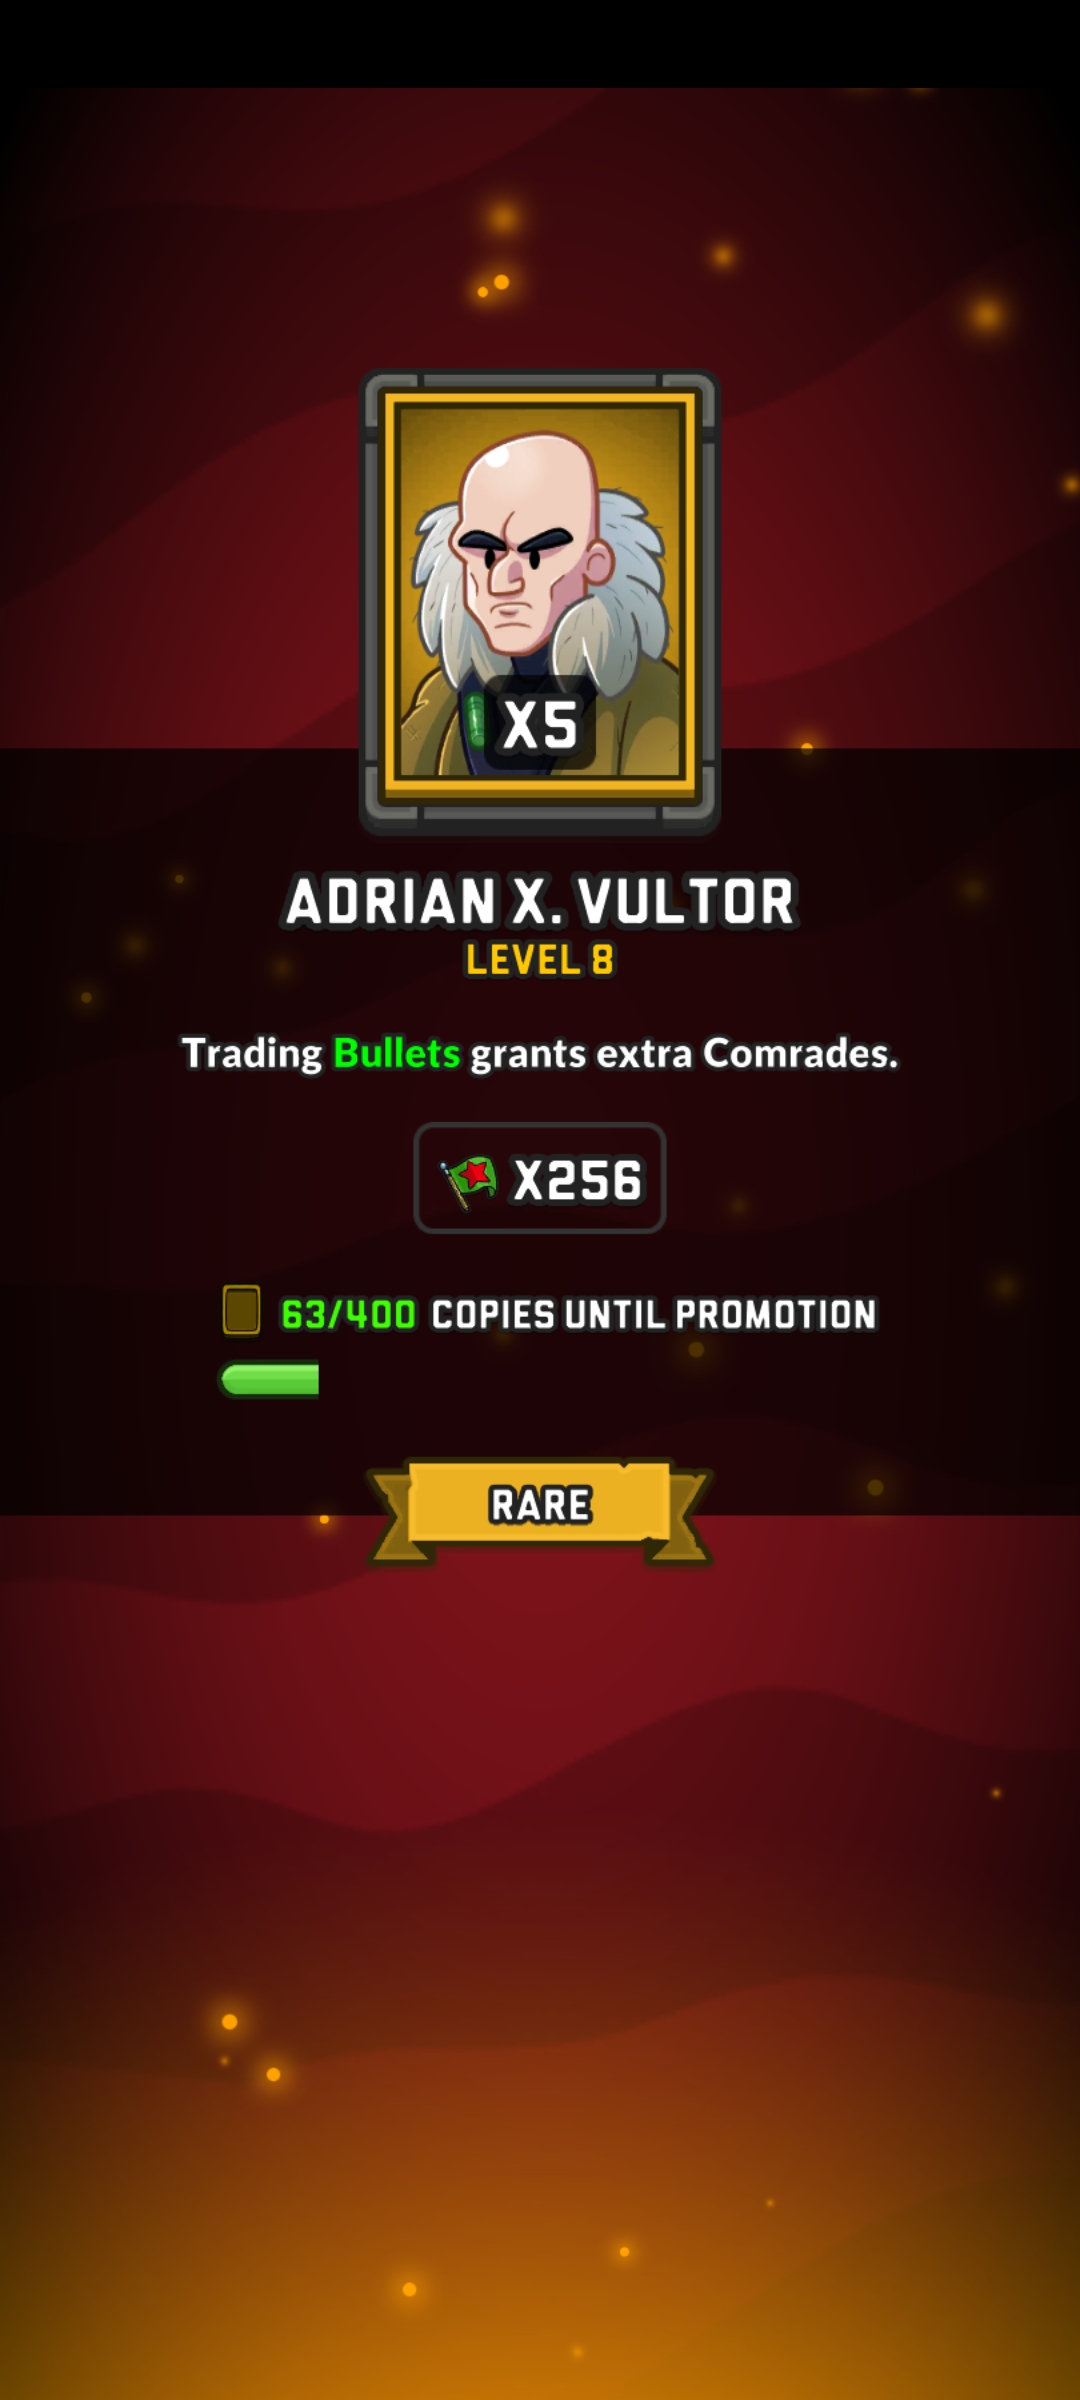 X5
ADRIAN X. VULTOR
LEVEL 8
Trading Bullets grants extra Comrades.
X256
63/400 COPIES UNTIL PROMOTION
RARE